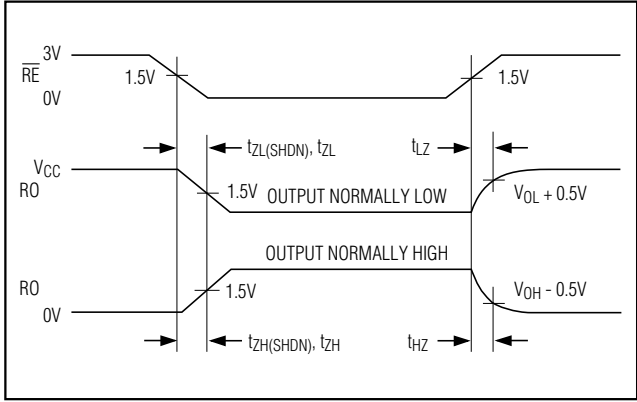 3V
R̅E̅
1.5V
1.5V
0V
tZL(SHDN), tZL
tLZ
VCC
RO
1.5V
OUTPUT NORMALLY LOW
VOL + 0.5V
OUTPUT NORMALLY HIGH
RO
1.5V
VOH - 0.5V
0V
tZH(SHDN), tZH
tHZ